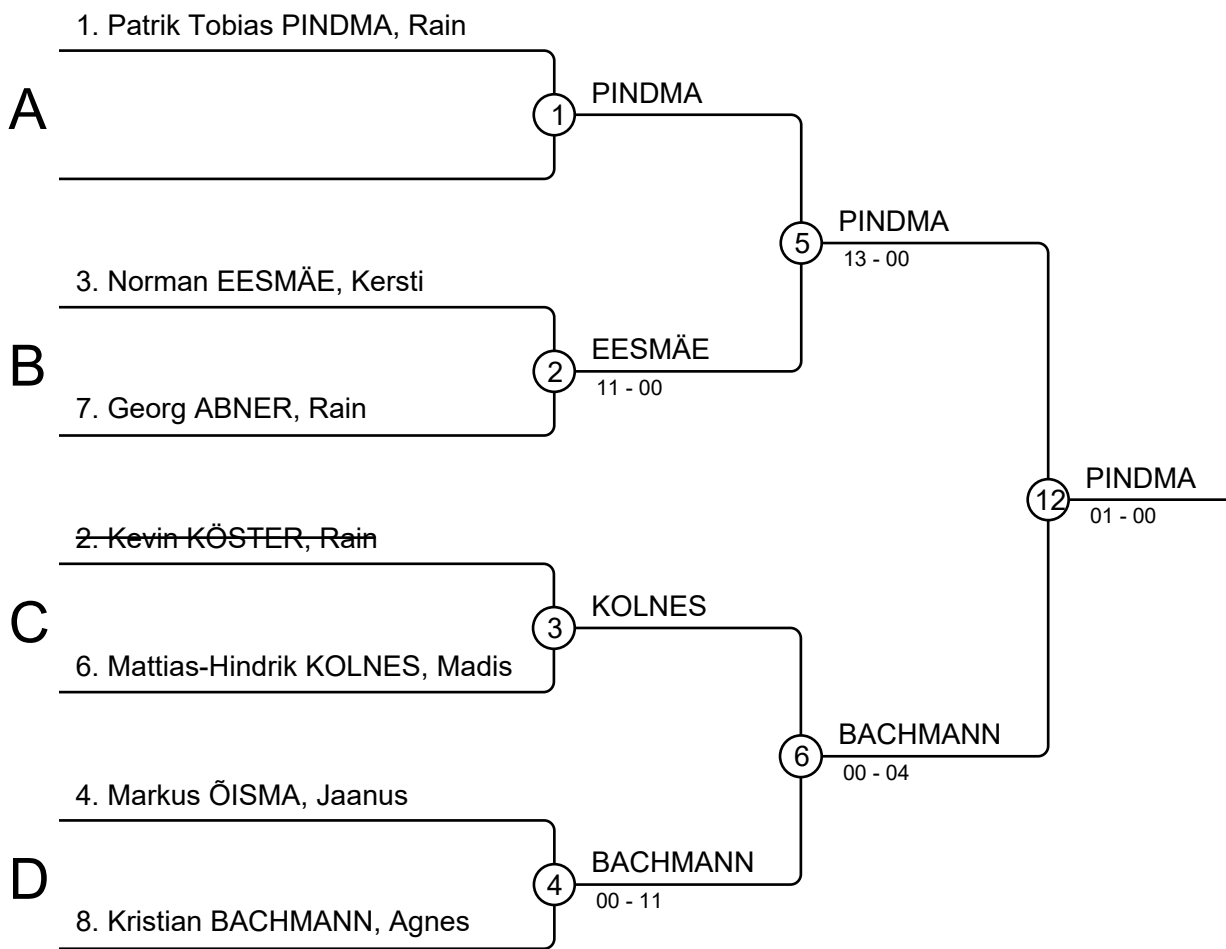 1. Patrik Tobias PINDMA, Rain
A
1
PINDMA
5
PINDMA
13 - 00
3. Norman EESMÄE, Kersti
B
2
EESMÄE
11 - 00
7. Georg ABNER, Rain
12
PINDMA
01 - 00
2. Kevin KÖSTER, Rain
C
3
KOLNES
6. Mattias-Hindrik KOLNES, Madis
6
BACHMANN
00 - 04
4. Markus ÕISMA, Jaanus
D
4
BACHMANN
00 - 11
8. Kristian BACHMANN, Agnes